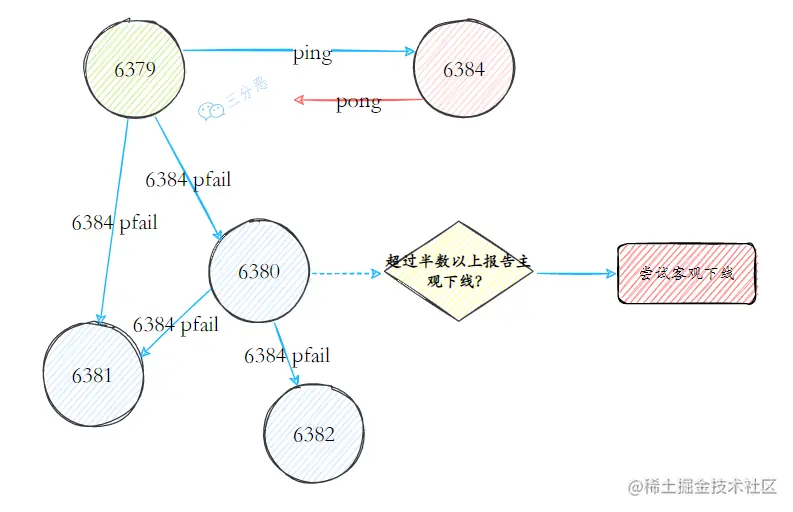 6379
ping
6384
三分恶
pong
6384 pfail
6384 pfail
6380
超过半数以上报告主
观下线?
尝试客观下线
6384 pfail
6384 pfail
6381
6382
@稀土掘金技术社区